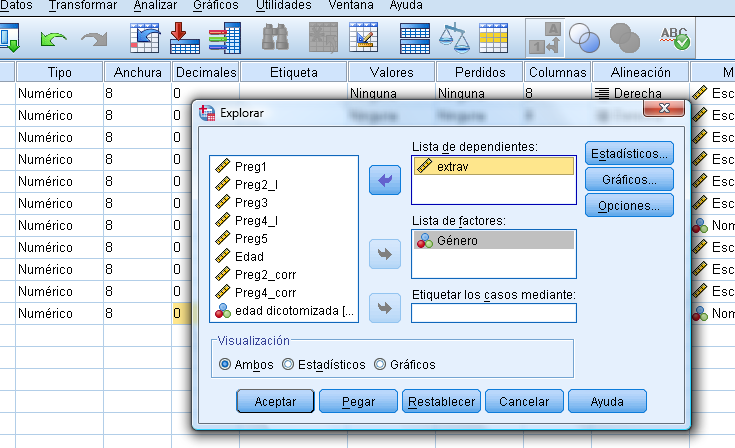 Datos Transformar Analizar Gráficos Utilidades Ventana Ayuda
ABC
Tipo Anchura Decimales Etiqueta Valores Perdidos Columnas Alineación M
Numérico 8 0 Ninguna Ninguna 8 Derecha Esc
Numérico 8 Esc
Numérico 8 0 Esc
Numérico 8 0 Esc
Numérico 8 0 Esc
Numérico 8 0 Esc
Numérico 8 0 Nom
Numérico 8 0 Esc
Numérico 8 0 Esc
Numérico 8 0 Esc
Numérico 8 0 Nom
Explorar
Preg1
Preg2_I
Preg3
Preg4_I
Preg5
Edad
Preg2_corr
Preg4_corr
edad dicotomizada [...
Lista de dependientes:
extrav
Lista de factores:
Género
Etiquetar los casos mediante:
Estadísticos...
Gráficos...
Opciones...
Visualización
Ambos Estadísticos Gráficos
Aceptar Pegar Restablecer Cancelar Ayuda